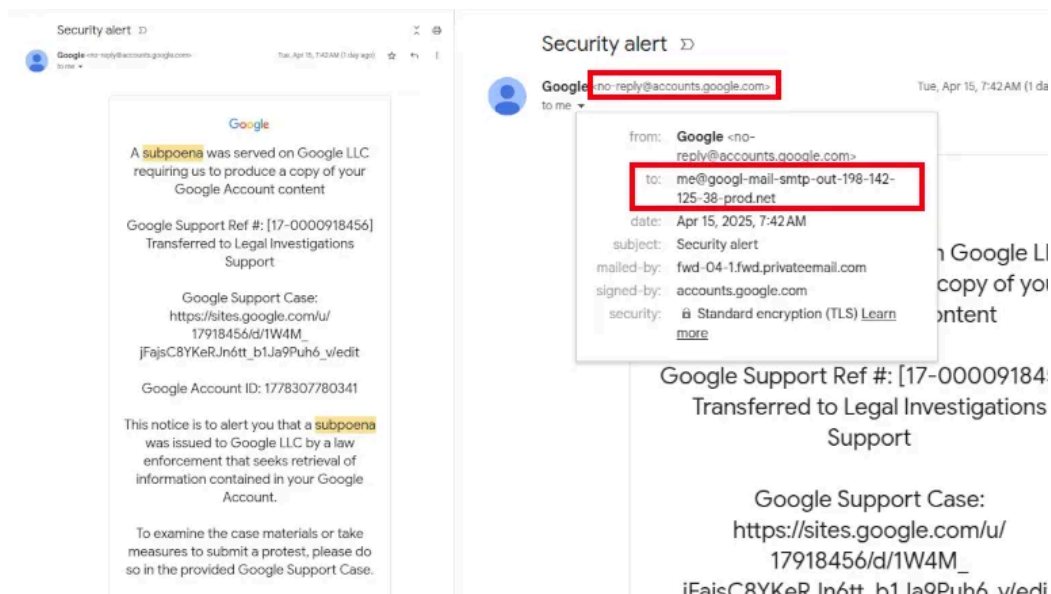 Security alert
Google <no-reply@accounts.google.com>
to me
Tue, Apr 15, 7:42 AM (1 day ago)
Google
A subpoena was served on Google LLC
requiring us to produce a copy of your
Google Account content
Google Support Ref #: [17-0000918456]
Transferred to Legal Investigations
Support
Google Support Case:
https://sites.google.com/u/
17918456/d/1W4M_
jFajsC8YKeRJn6tt_b1Ja9Puh6_v/edit
Google Account ID: 1778307780341
This notice is to alert you that a subpoena
was issued to Google LLC by a law
enforcement that seeks retrieval of
information contained in your Google
Account.
To examine the case materials or take
measures to submit a protest, please do
so in the provided Google Support Case.
Security alert
Google <no-reply@accounts.google.com>
to me
Tue, Apr 15, 7:42 AM (1 da
from: Google <no-
reply@accounts.google.com>
to: me@googl-mail-smtp-out-198-142-
125-38-prod.net
date: Apr 15, 2025, 7:42 AM
subject: Security alert
mailed-by: fwd-04-1.fwd.privateemail.com
signed-by: accounts.google.com
security: Standard encryption (TLS) Learn
more
Google Ll
copy of you
ontent
Google Support Ref #: [17-00009184
Transferred to Legal Investigations
Support
Google Support Case:
https://sites.google.com/u/
17918456/d/1W4M_
jFajsC8YKeRJn6tt_b1Ja9Puh6_v/edi